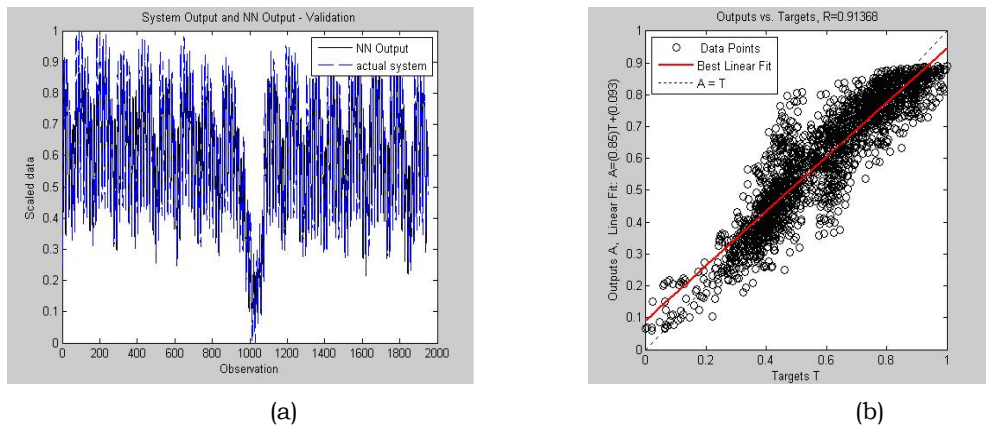 System Output and NN Output - Validation
NN Output
actual system
1
0.9
0.8
0.7
0.6
0.5
0.4
0.3
0.2
0.1
0
Scaled data
0 200 400 600 800 1000 1200 1400 1600 1800 2000
Observation
(a)
Outputs vs. Targets, R=0.91368
Data Points
Best Linear Fit
A = T
1
0.9
0.8
0.7
0.6
0.5
0.4
0.3
0.2
0.1
0
Outputs A, Linear Fit: A=(0.85)T+(0.093)
0 0.2 0.4 0.6 0.8 1
Targets T
(b)